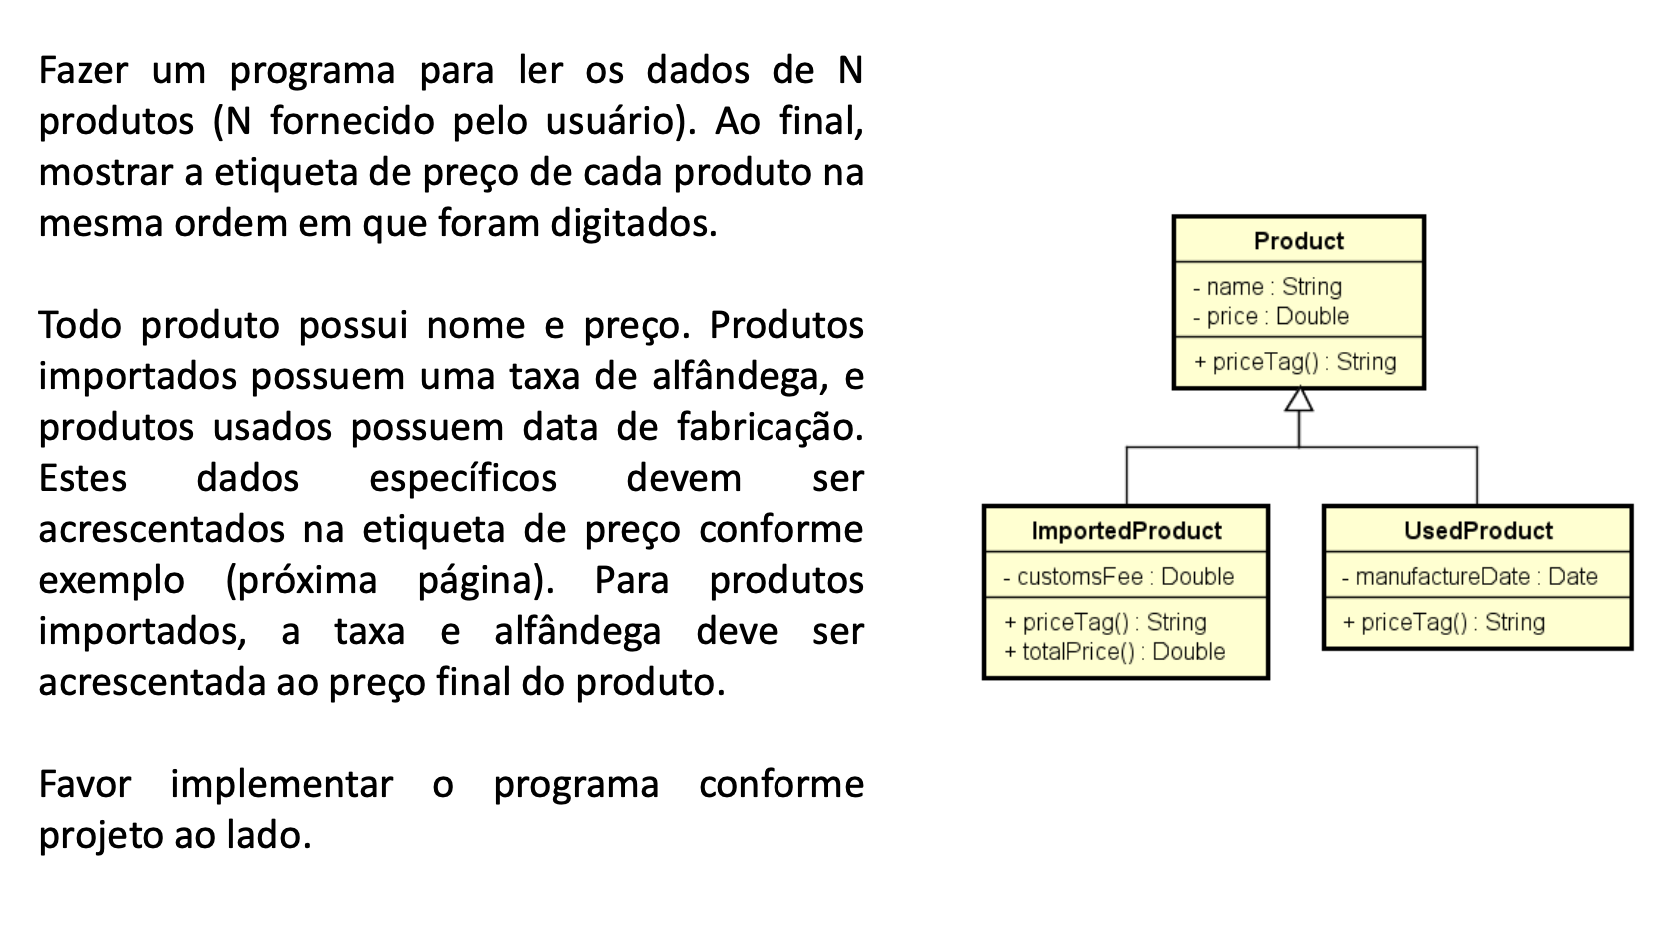 Fazer um programa para ler os dados de N
produtos (N fornecido pelo usuário). Ao final,
mostrar a etiqueta de preço de cada produto na
mesma ordem em que foram digitados.
Todo produto possui nome e preço. Produtos
importados possuem uma taxa de alfândega, e
produtos usados possuem data de fabricação.
Estes dados específicos devem ser
acrescentados na etiqueta de preço conforme
exemplo (próxima página). Para produtos
importados, a taxa e alfândega deve ser
acrescentada ao preço final do produto.
Favor implementar o programa conforme
projeto ao lado.
Product
- name : String
- price : Double
+ priceTag() : String
ImportedProduct
- customsFee : Double
+ priceTag() : String
+ totalPrice() : Double
UsedProduct
- manufactureDate : Date
+ priceTag() : String